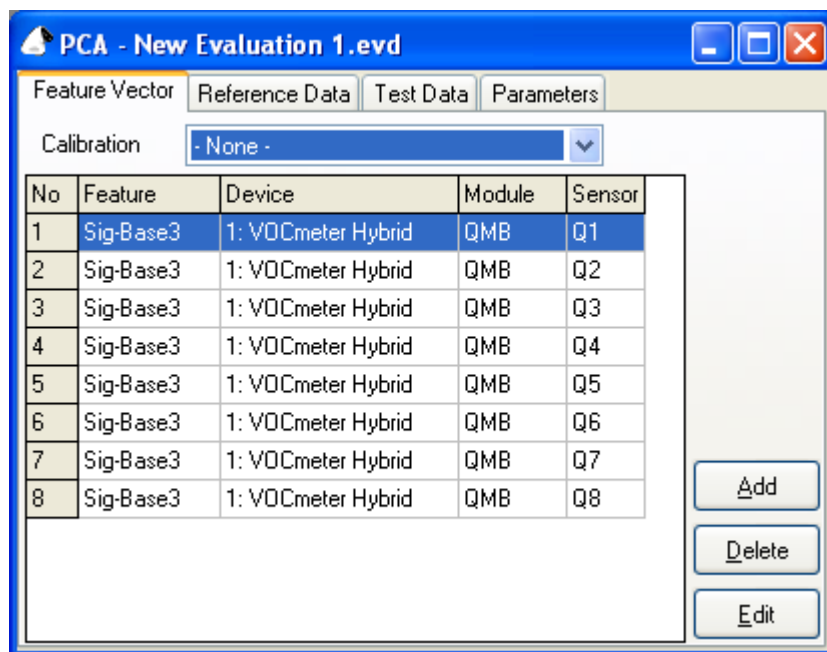 PCA - New Evaluation 1.evd
Feature Vector Reference Data Test Data Parameters
Calibration - None -
No Feature Device Module Sensor
1 Sig-Base3 1: VOCmeter Hybrid QMB Q1
2 Sig-Base3 1: VOCmeter Hybrid QMB Q2
3 Sig-Base3 1: VOCmeter Hybrid QMB Q3
4 Sig-Base3 1: VOCmeter Hybrid QMB Q4
5 Sig-Base3 1: VOCmeter Hybrid QMB Q5
6 Sig-Base3 1: VOCmeter Hybrid QMB Q6
7 Sig-Base3 1: VOCmeter Hybrid QMB Q7
8 Sig-Base3 1: VOCmeter Hybrid QMB Q8
Add
Delete
Edit